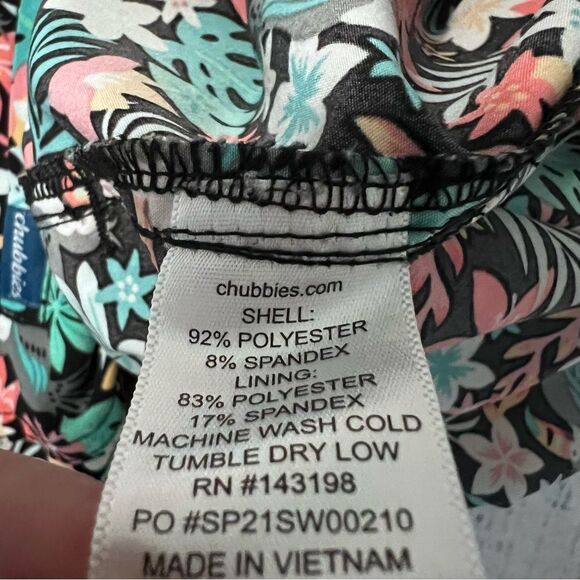 chubbies
chubbies.com
SHELL:
92% POLYESTER
8% SPANDEX
LINING:
83% POLYESTER
17% SPANDEX
MACHINE WASH COLD
TUMBLE DRY LOW
RN #143198
PO #SP21SW00210
MADE IN VIETNAM